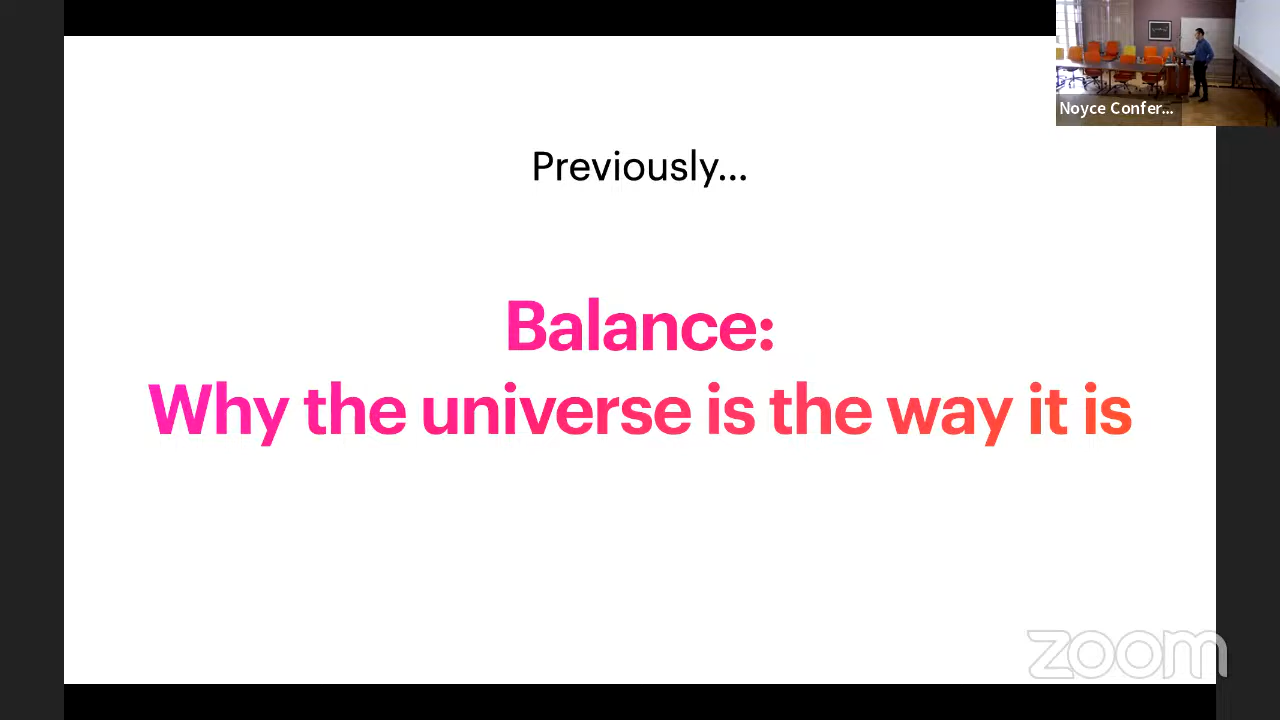 Noyce Confer...
Previously...
Balance:
Why the universe is the way it is
zoom